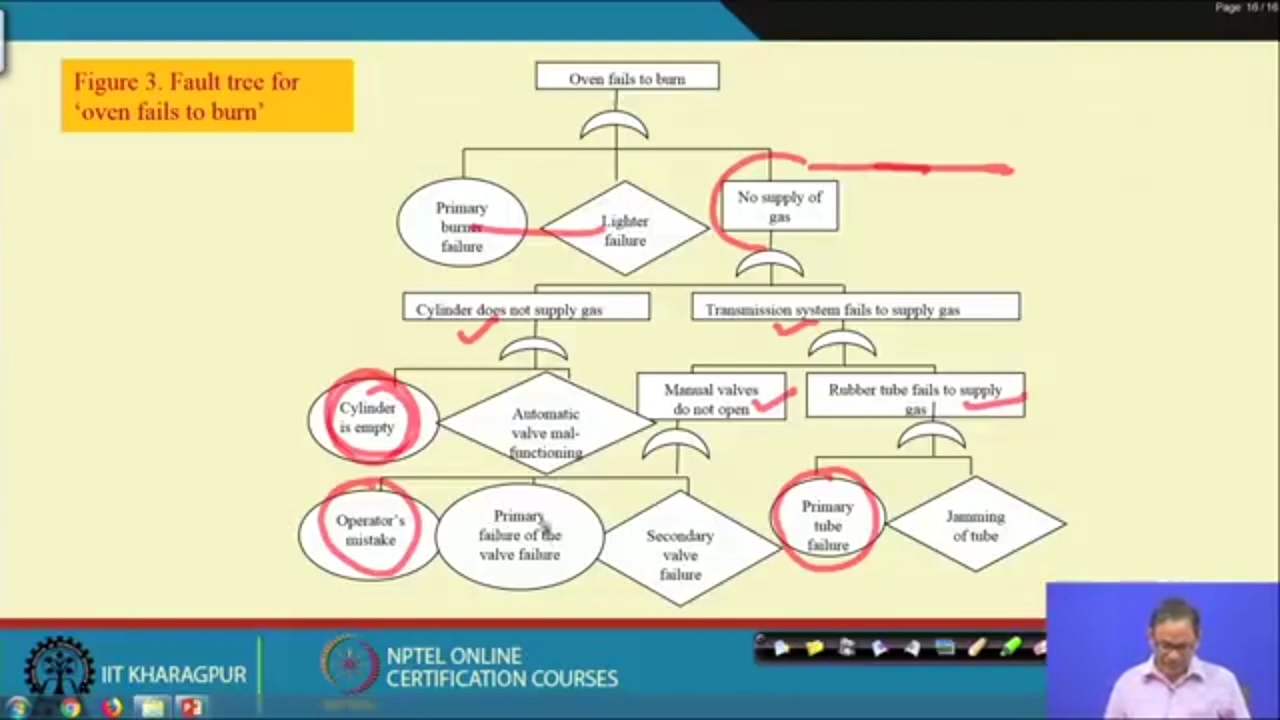 Page: 16 / 16
Figure 3. Fault tree for
‘oven fails to burn’
Oven fails to burn
Primary
burner
failure
Lighter
failure
No supply of
gas
Cylinder does not supply gas
Transmission system fails to supply gas
Cylinder
is empty
Automatic
valve mal-
functioning
Manual valves
do not open
Rubber tube fails to supply
gas
Operator’s
mistake
Primary
failure of the
valve failure
Secondary
valve
failure
Primary
tube
failure
Jamming
of tube
IIT KHARAGPUR
NPTEL ONLINE
CERTIFICATION COURSES